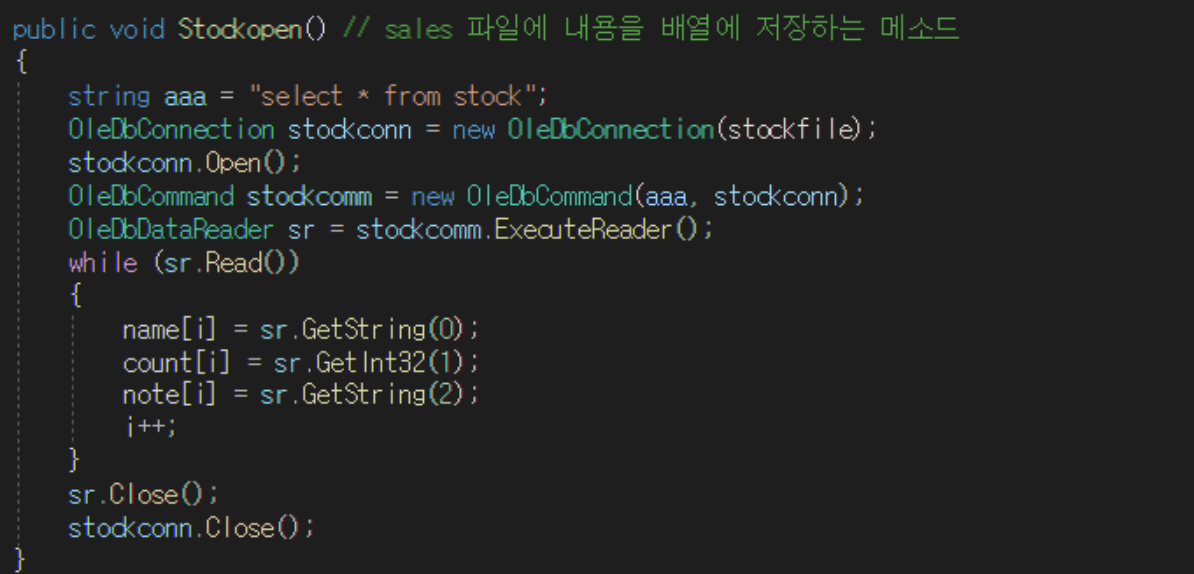 public void Stockopen() // sales 파일에 내용을 배열에 저장하는 메소드
{
string aaa = "select * from stock";
OleDbConnection stockconn = new OleDbConnection(stockfile);
stockconn.Open();
OleDbCommand stockcomm = new OleDbCommand(aaa, stockconn);
OleDbDataReader sr = stockcomm.ExecuteReader();
while (sr.Read())
{
name[i] = sr.GetString(0);
count[i] = sr.GetInt32(1);
note[i] = sr.GetString(2);
i++;
}
sr.Close();
stockconn.Close();
}